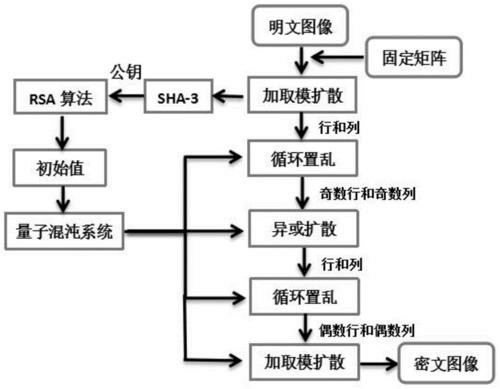 明文图像
固定矩阵
公钥
RSA 算法
SHA-3
加取模扩散
行和列
初始值
循环置乱
奇数行和奇数列
量子混沌系统
异或扩散
行和列
循环置乱
偶数行和偶数列
加取模扩散
密文图像